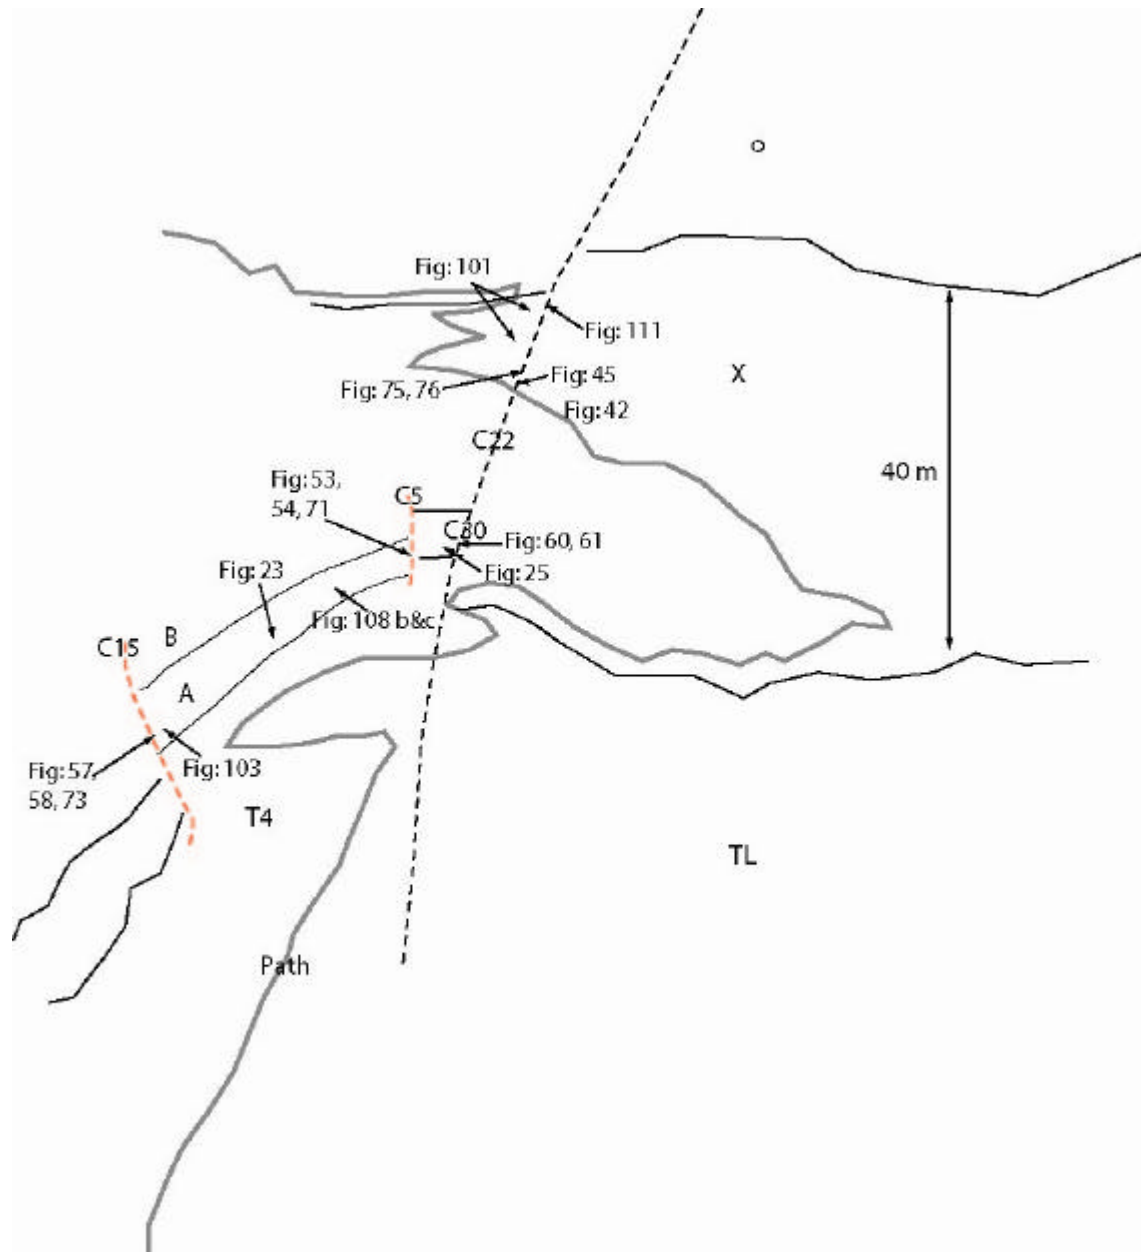 O
Fig: 101
Fig: 111
X
Fig: 75, 76
Fig: 45
Fig: 42
C22
40 m
Fig: 53,
54, 71
C5
C30
Fig: 60, 61
Fig: 25
Fig: 23
Fig: 108 b&c
B
C15
A
Fig: 57,
58, 73
Fig: 103
T4
TL
Path